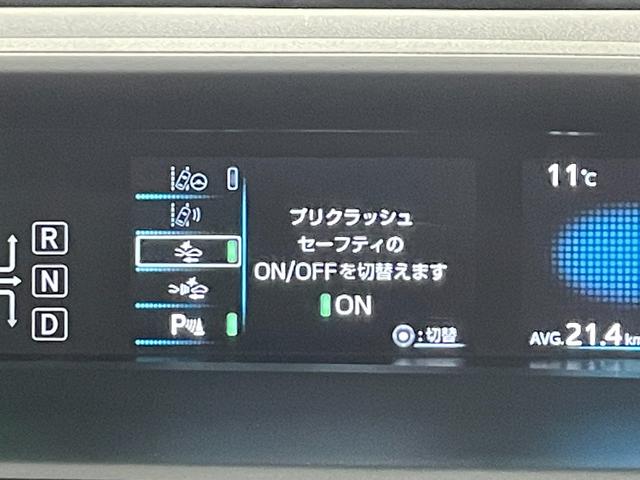 11℃
プリクラッシュ
セーフティの
ON/OFFを切替えます
ON
:切替
R
N
D
P
AVG.21.4km